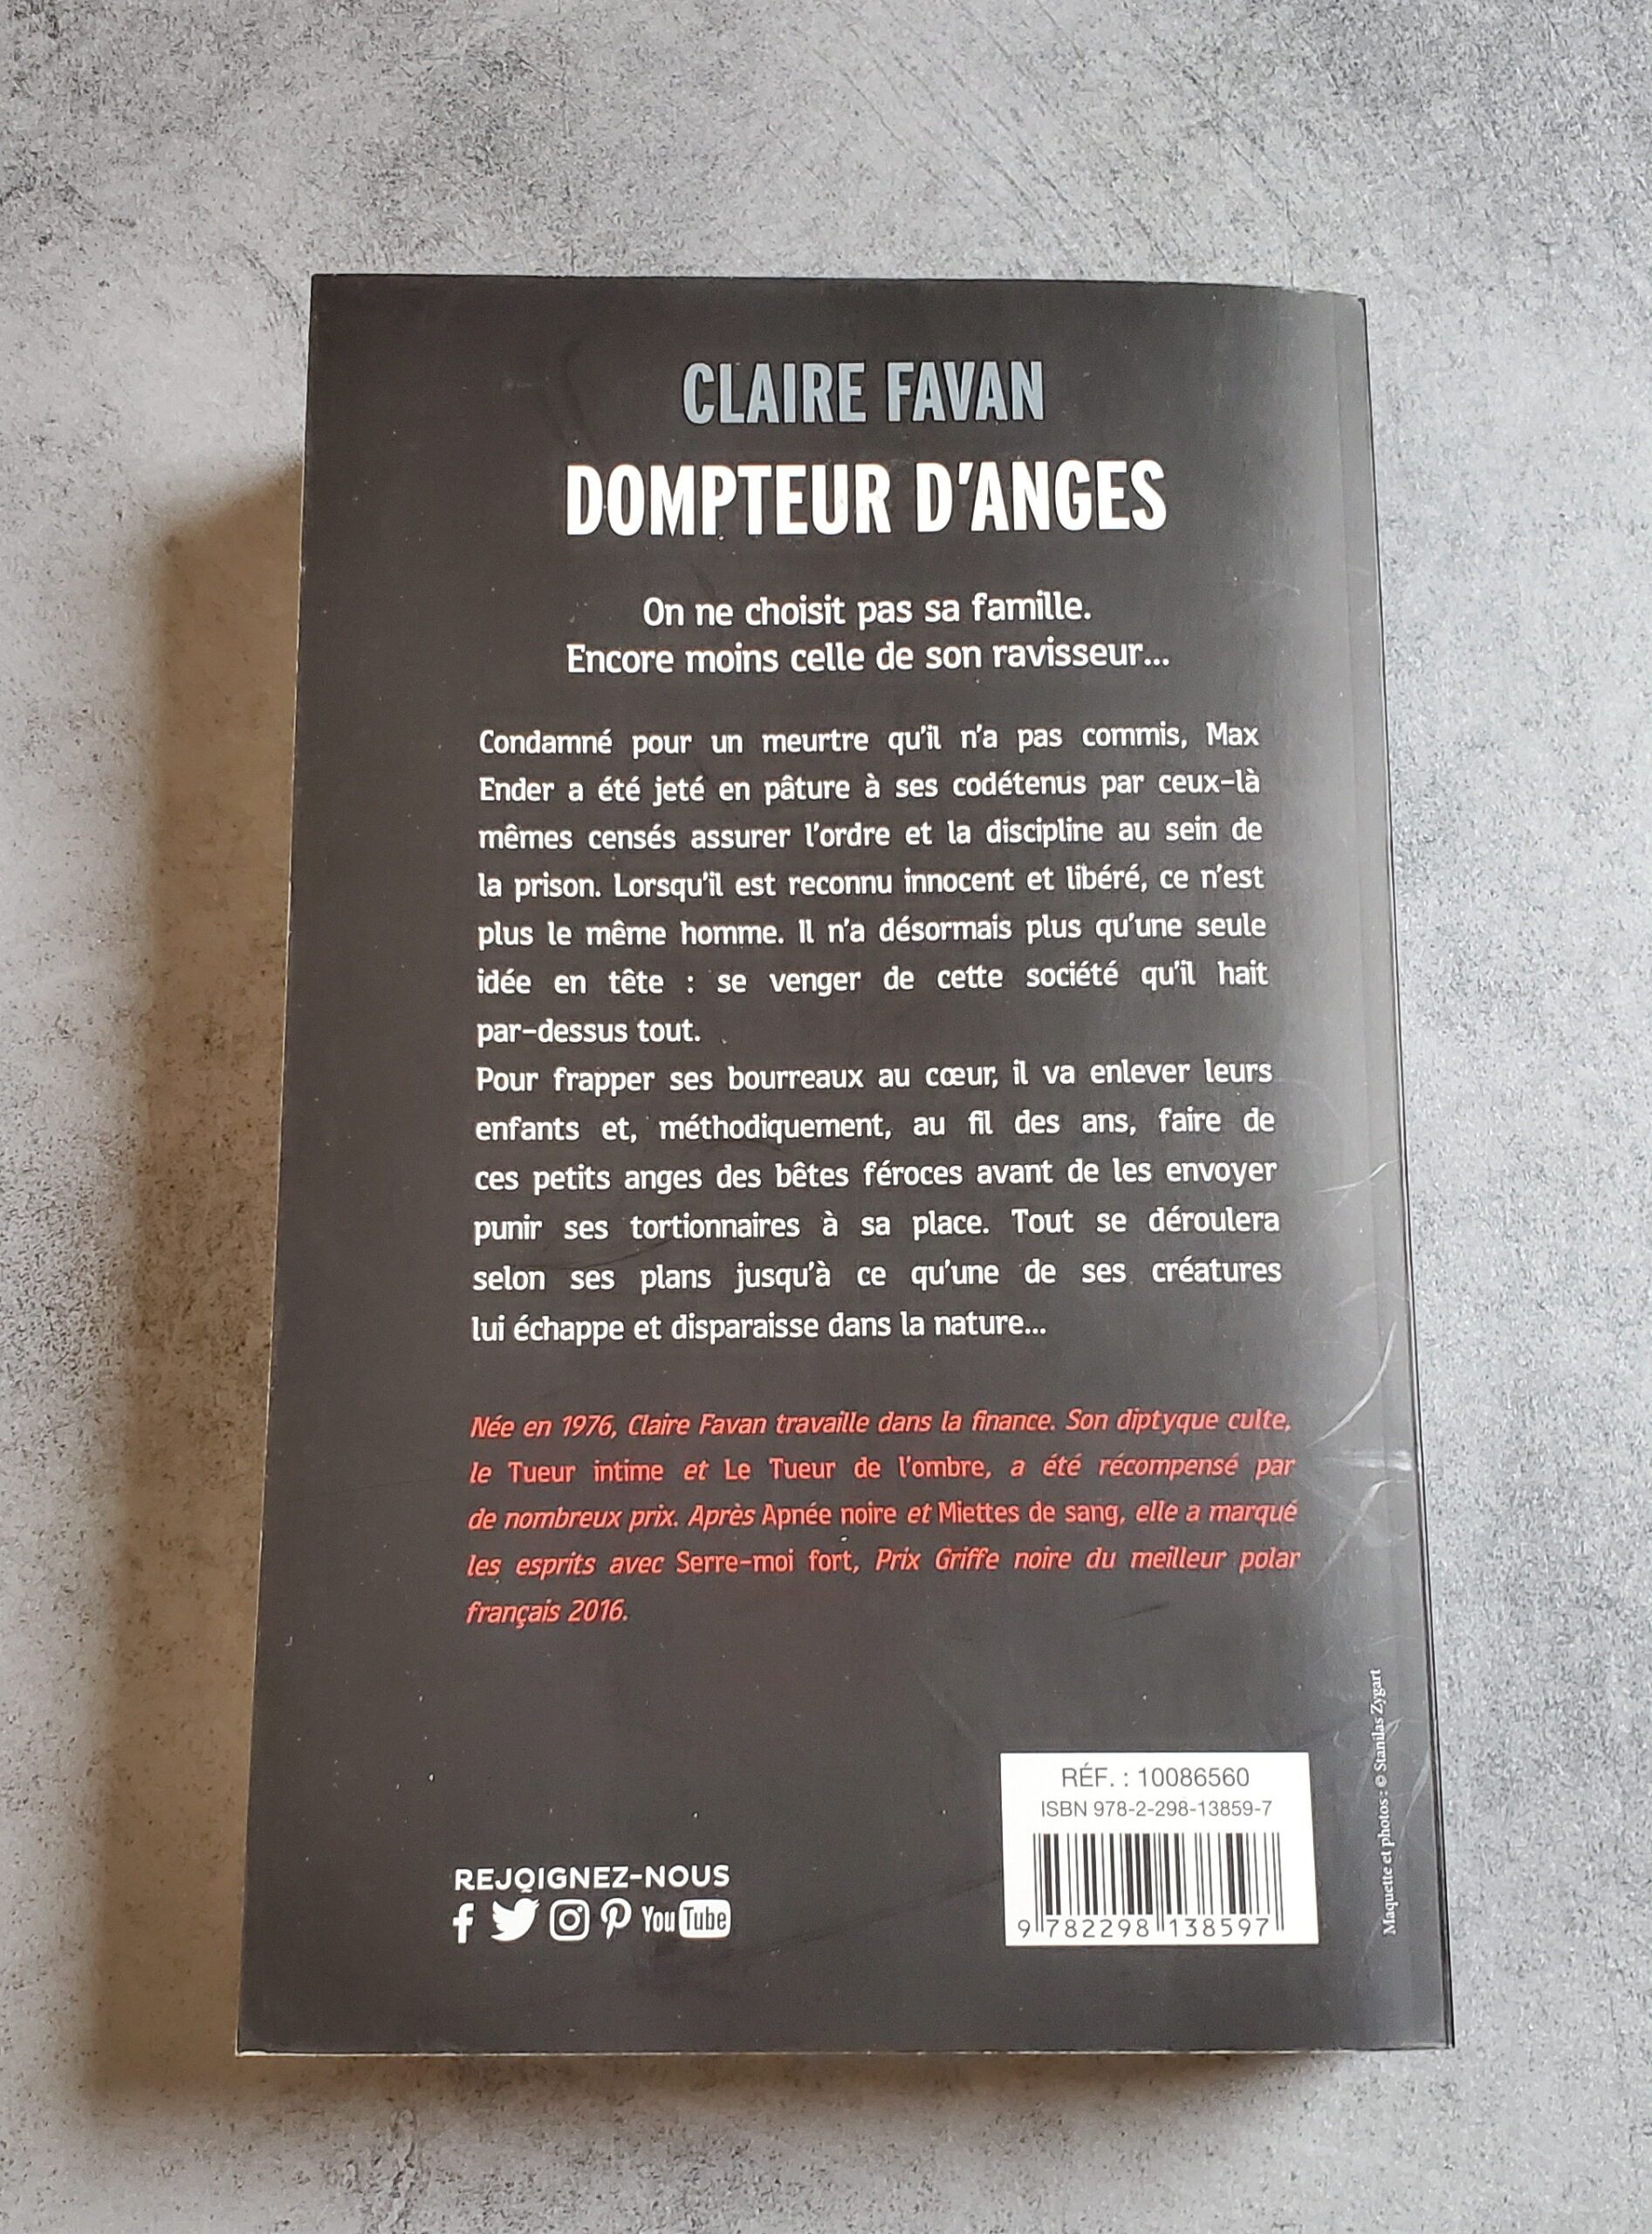 CLAIRE FAVAN
DOMPTEUR D'ANGES
On ne choisit pas sa famille.
Encore moins celle de son ravisseur...
Condamné pour un meurtre qu'il n'a pas commis, Max
Ender a été jeté en pâture à ses codétenus par ceux-là
mêmes censés assurer l'ordre et la discipline au sein de
la prison. Lorsqu'il est reconnu innocent et libéré, ce n'est
plus le même homme. Il n'a désormais plus qu'une seule
idée en tête : se venger de cette société qu'il hait
par-dessus tout.
Pour frapper ses bourreaux au cœur, il va enlever leurs
enfants et, méthodiquement, au fil des ans, faire de
ces petits anges des bêtes féroces avant de les envoyer
punir ses tortionnaires à sa place. Tout se déroulera
selon ses plans jusqu'à ce qu'une de ses créatures
lui échappe et disparaisse dans la nature...
Née en 1976, Claire Favan travaille dans la finance. Son diptyque culte,
le Tueur intime et Le Tueur de l'ombre, a été récompensé par
de nombreux prix. Après Apnée noire et Miettes de sang, elle a marqué
les esprits avec Serre-moi fort, Prix Griffe noire du meilleur polar
français 2016.
REJOIGNEZ-NOUS
You Tube
RÉF. : 10086560
ISBN 978-2-298-13859-7
9 782298 138597
Maquette et photos : © Stanilas Zygart